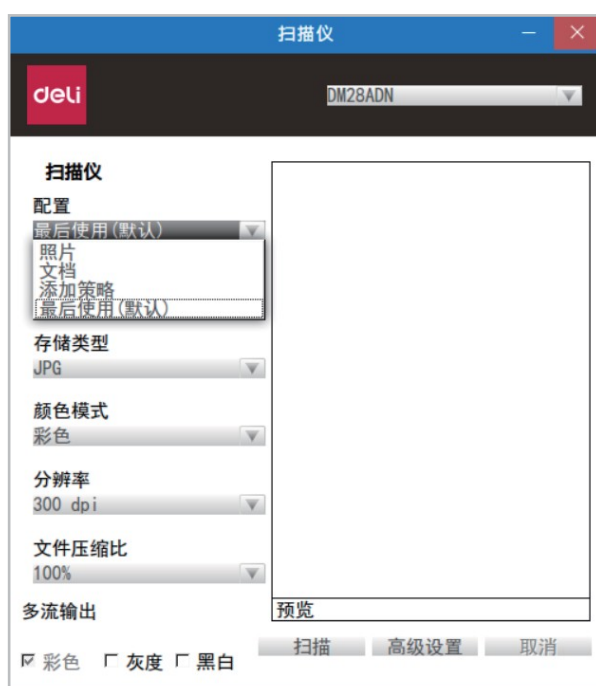 扫描仪
deli
DM28ADN
扫描仪
配置
最后使用(默认)
照片
文档
添加策略
最后使用(默认)
存储类型
JPG
颜色模式
彩色
分辨率
300 dpi
文件压缩比
100%
多流输出
彩色 灰度 黑白
预览
扫描 高级设置 取消